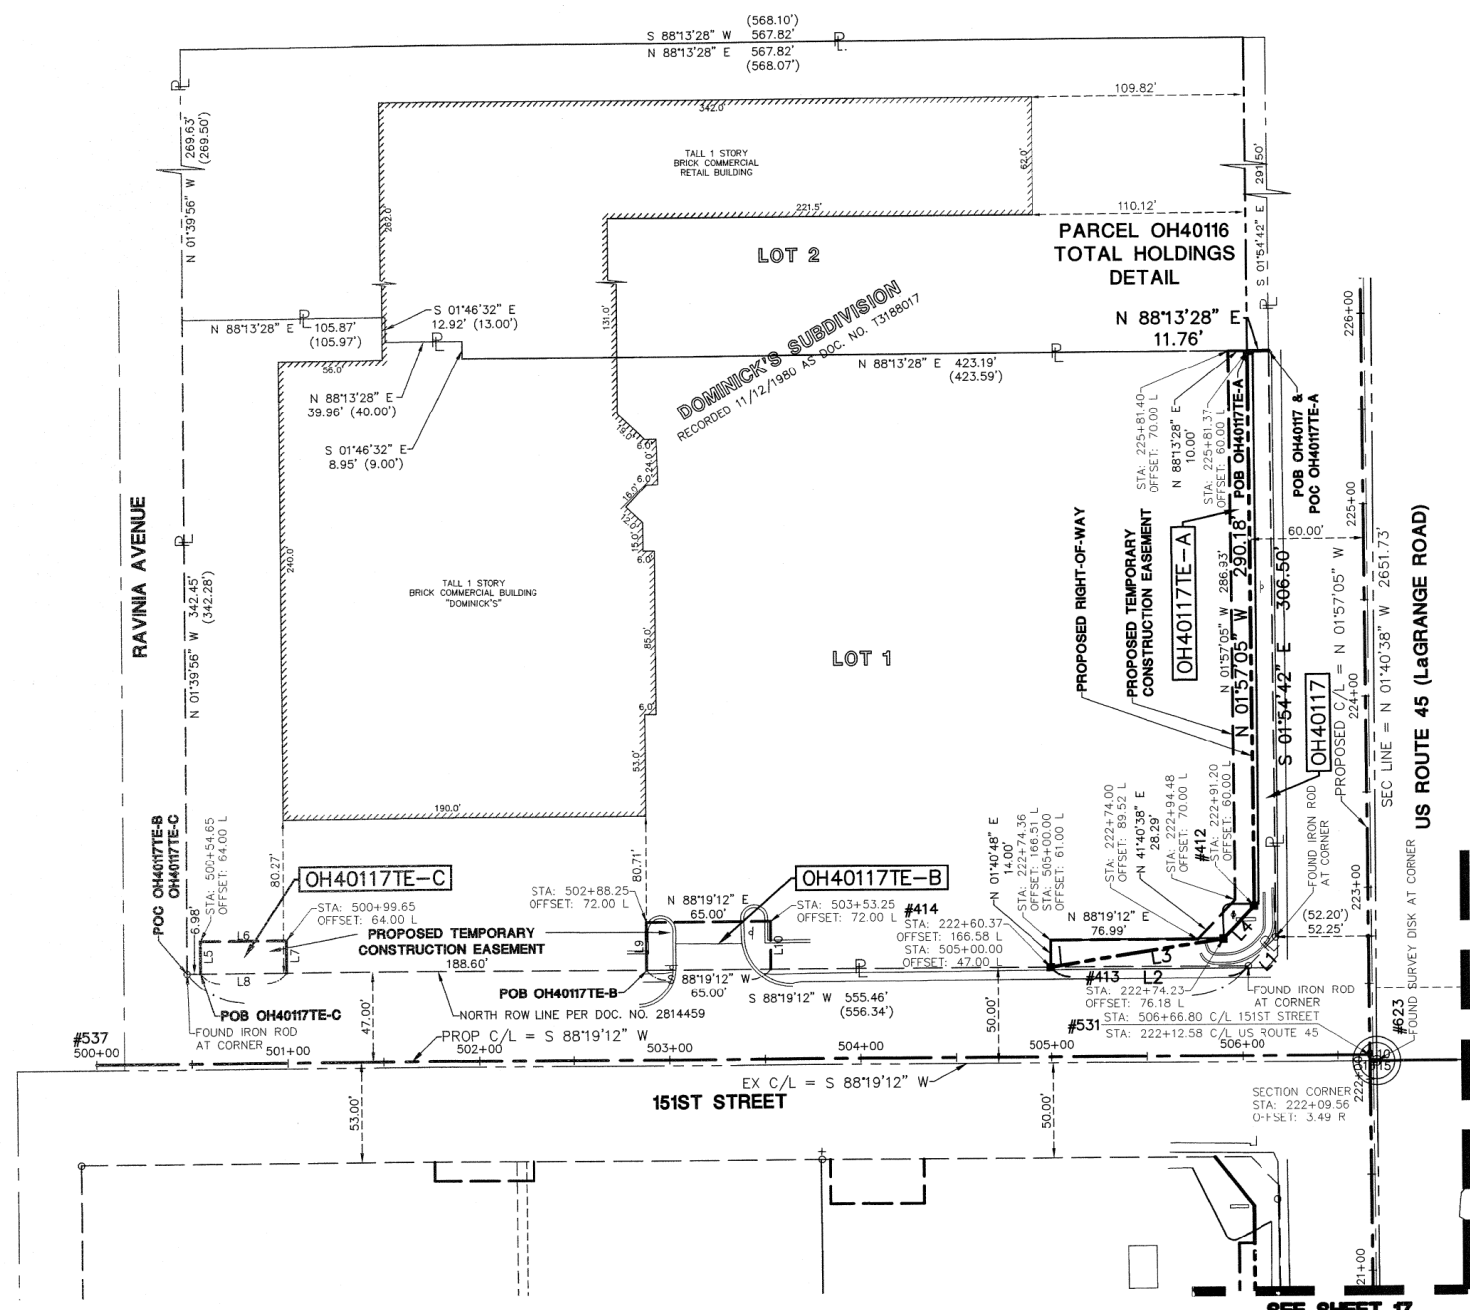 (568.10')
S 88°13'28" W 567.82'
N 88°13'28" E 567.82'
(568.07')
109.82'
342.0'
TALL 1 STORY
BRICK COMMERCIAL
RETAIL BUILDING
62.0'
262.0'
221.5'
110.12'
N 01°39'56" W 269.63'
(269.50')
291.50'
S 01°54'42" E
PARCEL OH40116
TOTAL HOLDINGS
DETAIL
LOT 2
DOMINICK'S SUBDIVISION
RECORDED 11/12/1980 AS DOC. NO. T3188017
131.0'
S 01°46'32" E
12.92' (13.00')
N 88°13'28" E 105.87'
(105.97')
56.0'
N 88°13'28" E
39.96' (40.00')
S 01°46'32" E
8.95' (9.00')
N 88°13'28" E 423.19'
(423.59')
N 88°13'28" E
11.76'
226+00
STA: 225+81.40
OFFSET: 70.00 L
N 88°13'28" E
10.00'
STA: 225+81.37
OFFSET: 60.00 L
POB OH40117TE-A
POB OH40117 &
POC OH40117TE-A
19.0'
6.0'
24.0'
6.0'
16.0'
12.0'
15.0'
6.0'
85.0'
6.0'
53.0'
240.0'
190.0'
TALL 1 STORY
BRICK COMMERCIAL BUILDING
"DOMINICK'S"
LOT 1
RAVINIA AVENUE
N 01°39'56" W 342.45'
(342.28')
PROPOSED RIGHT-OF-WAY
PROPOSED TEMPORARY
CONSTRUCTION EASEMENT
OH40117TE-A
N 01°57'05" W 286.93'
N 01°57'05" W 290.18'
S 01°54'42" E 306.50'
60.00'
OH40117
225+00
PROPOSED C/L = N 01°57'05" W
224+00
SEC LINE = N 01°40'38" W 2651.73'
US ROUTE 45 (LaGRANGE ROAD)
223+00
POC OH40117TE-B
OH40117TE-C
STA: 500+54.65
OFFSET: 64.00 L
6.98'
80.27'
OH40117TE-C
STA: 500+99.65
OFFSET: 64.00 L
L6
L5
L7
L8
PROPOSED TEMPORARY
CONSTRUCTION EASEMENT
188.60'
STA: 502+88.25
OFFSET: 72.00 L
80.71'
N 88°19'12" E
65.00'
OH40117TE-B
STA: 503+53.25
OFFSET: 72.00 L
L9
L10
N 88°19'12" W
65.00'
S 88°19'12" W 555.46'
(556.34')
#414
STA: 222+60.37
OFFSET: 166.58 L
STA: 505+00.00
OFFSET: 47.00 L
N 01°40'48" E
14.00'
STA: 222+74.36
OFFSET: 166.51 L
STA: 505+00.00
OFFSET: 61.00 L
STA: 222+74.00
OFFSET: 89.52 L
N 41°40'38" E
28.29'
STA: 222+94.48
OFFSET: 70.00 L
#412
STA: 222+91.20
OFFSET: 60.00 L
N 88°19'12" E
76.99'
L3
L4
L1
L2
FOUND IRON ROD
AT CORNER
(52.20')
52.25'
#413
STA: 222+74.23
OFFSET: 76.18 L
FOUND IRON ROD
AT CORNER
#531
STA: 506+66.80 C/L 151ST STREET
STA: 222+12.58 C/L US ROUTE 45
#623
FOUND SURVEY DISK AT CORNER
POB OH40117TE-C
FOUND IRON ROD
AT CORNER
47.00'
POB OH40117TE-B
NORTH ROW LINE PER DOC. NO. 2814459
PROP C/L = S 88°19'12" W
50.00'
#537
500+00
501+00
502+00
503+00
504+00
505+00
506+00
EX C/L = S 88°19'12" W
151ST STREET
53.00'
50.00'
SECTION CORNER
STA: 222+09.56
OFFSET: 3.49 R
21+00
SEE SHEET 17